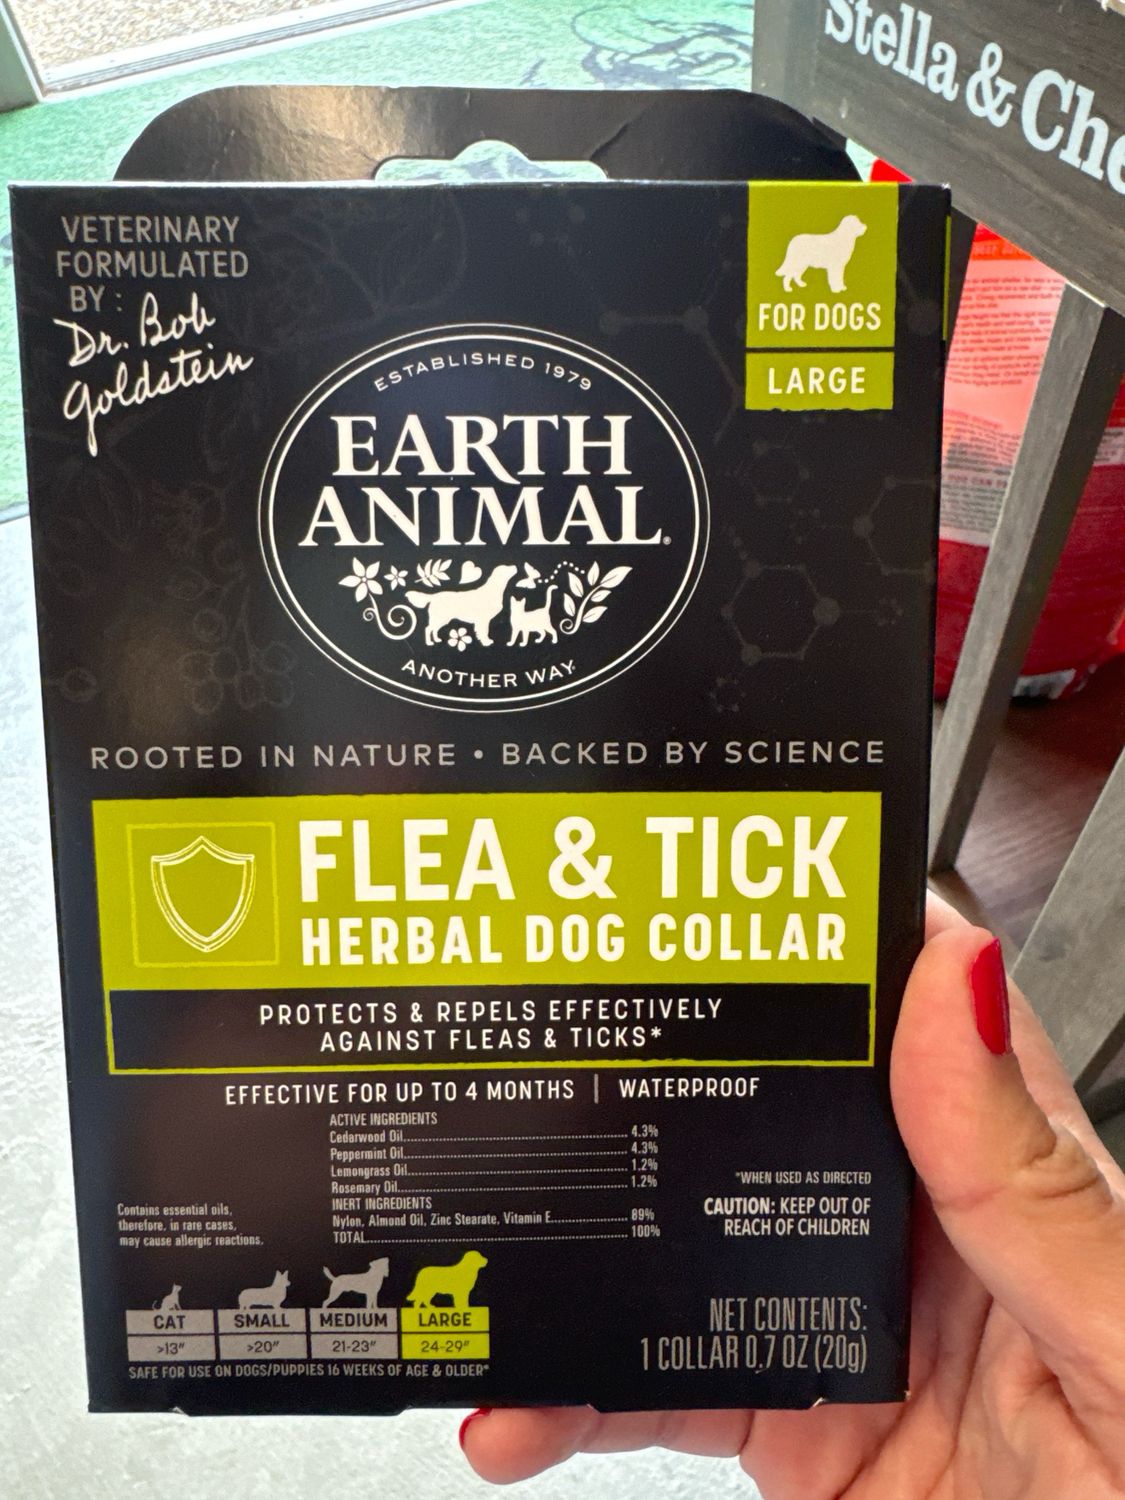 Stella & Che
VETERINARY
FORMULATED
BY:
Dr. Bob
Goldstein
FOR DOGS
LARGE
ESTABLISHED 1979
EARTH
ANIMAL®
ANOTHER WAY
ROOTED IN NATURE • BACKED BY SCIENCE
FLEA & TICK
HERBAL DOG COLLAR
PROTECTS & REPELS EFFECTIVELY
AGAINST FLEAS & TICKS*
EFFECTIVE FOR UP TO 4 MONTHS | WATERPROOF
ACTIVE INGREDIENTS
Cedarwood Oil........ 4.3%
Peppermint Oil........ 4.3%
Lemongrass Oil........ 1.2%
Rosemary Oil........ 1.2%
INERT INGREDIENTS
Nylon, Almond Oil, Zinc Stearate, Vitamin E........ 89%
TOTAL........ 100%
Contains essential oils,
therefore, in rare cases,
may cause allergic reactions.
*WHEN USED AS DIRECTED
CAUTION: KEEP OUT OF
REACH OF CHILDREN
CAT SMALL MEDIUM LARGE
>13" >20" 21-23" 24-29"
SAFE FOR USE ON DOGS/PUPPIES 16 WEEKS OF AGE & OLDER*
NET CONTENTS:
1 COLLAR 0.7 OZ (20g)